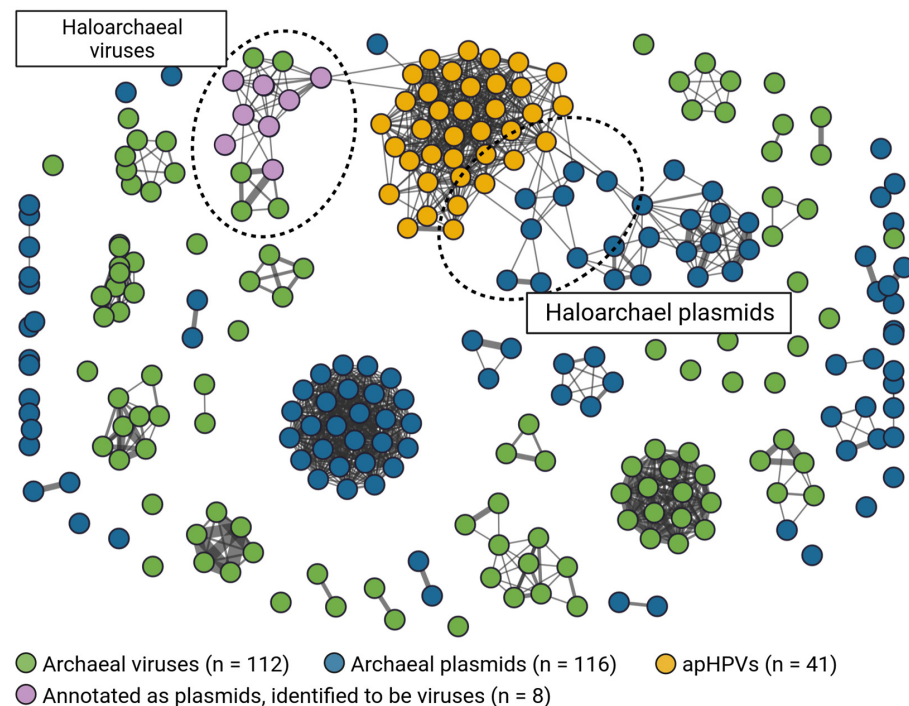 Haloarchaeal
viruses
Haloarchael plasmids
Archaeal viruses (n = 112)
Archaeal plasmids (n = 116)
apHPVs (n = 41)
Annotated as plasmids, identified to be viruses (n = 8)